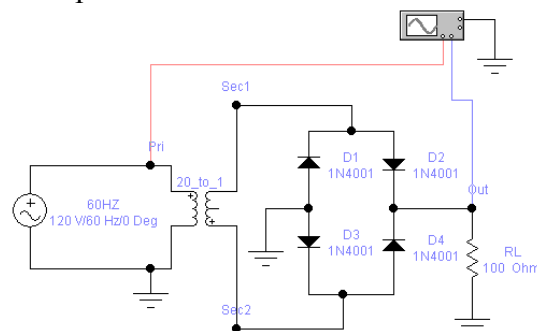 Sec1
Pri
20_to_1
D1
1N4001
D2
1N4001
Out
60HZ
120 V/60 Hz/0 Deg
D3
1N4001
D4
1N4001
RL
100 Ohm
Sec2